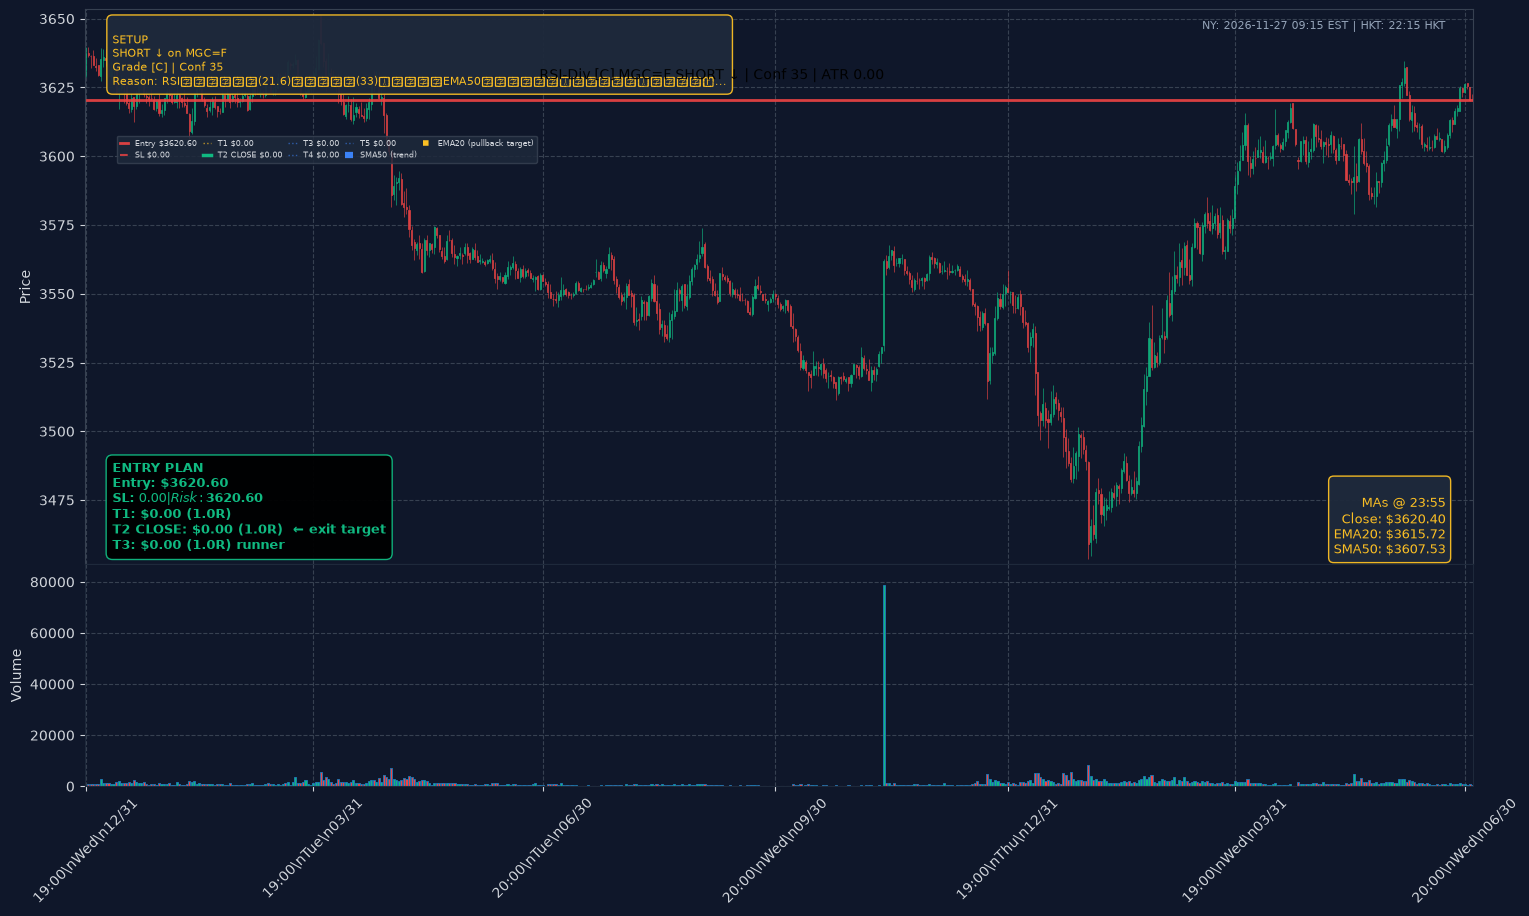 NY: 2026-11-27 09:15 EST | HKT: 22:15 HKT
SETUP
SHORT ↓ on MGC=F
Grade [C] | Conf 35
Reason: RSI (21.6) (33) EMA50 ...
RSI-Div [C] MGC=F SHORT ↓ | Conf 35 | ATR 0.00
Entry $3620.60
SL $0.00
T1 $0.00
T2 CLOSE $0.00
T3 $0.00
T4 $0.00
T5 $0.00
SMA50 (trend)
EMA20 (pullback target)
Price
3650
3625
3600
3575
3550
3525
3500
3475
ENTRY PLAN
Entry: $3620.60
SL: 0.00|Risk:3620.60
T1: $0.00 (1.0R)
T2 CLOSE: $0.00 (1.0R) ← exit target
T3: $0.00 (1.0R) runner
MAs @ 23:55
Close: $3620.40
EMA20: $3615.72
SMA50: $3607.53
Volume
80000
60000
40000
20000
0
19:00\nWed\n12/31
19:00\nTue\n03/31
20:00\nTue\n06/30
20:00\nWed\n09/30
19:00\nThu\n12/31
19:00\nWed\n03/31
20:00\nWed\n06/30